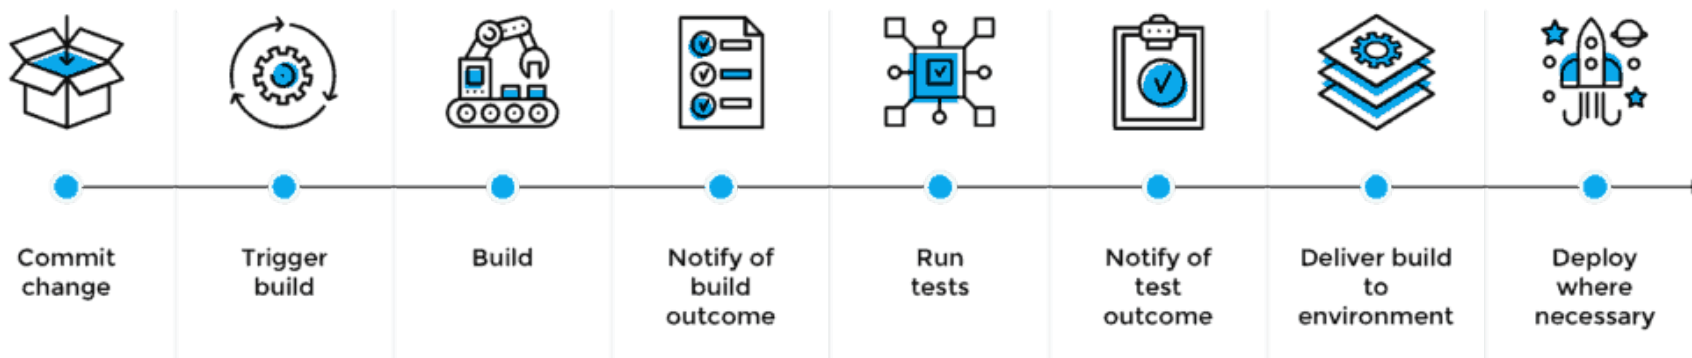 Commit
change
Trigger
build
Build
Notify of
build
outcome
Run
tests
Notify of
test
outcome
Deliver build
to
environment
Deploy
where
necessary